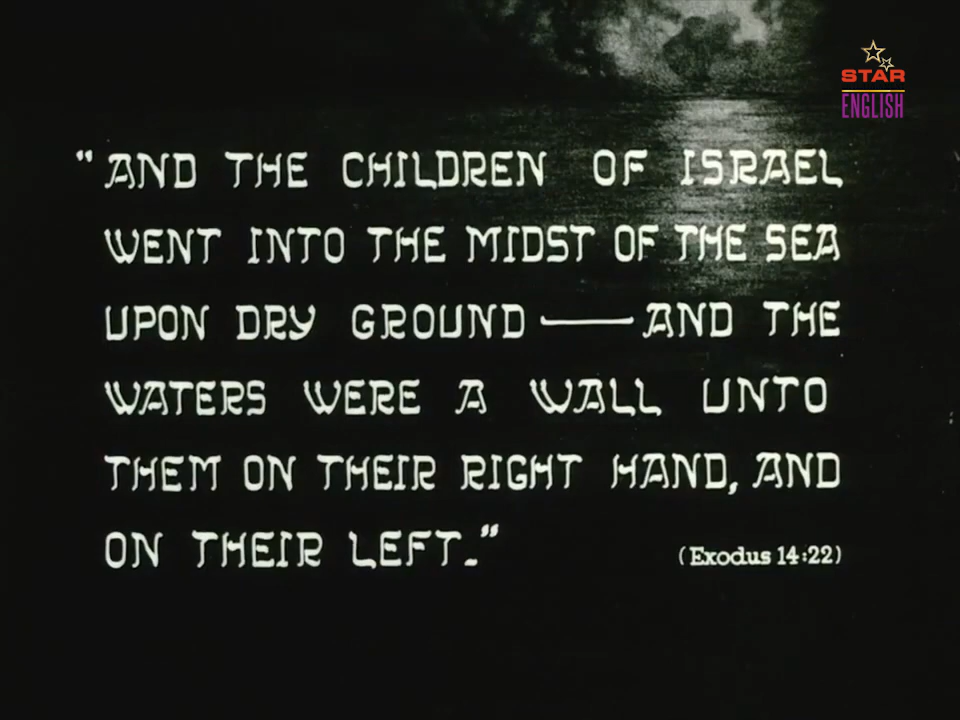 STAR
ENGLISH
"AND THE CHILDREN OF ISRAEL
WENT INTO THE MIDST OF THE SEA
UPON DRY GROUND — AND THE
WATERS WERE A WALL UNTO
THEM ON THEIR RIGHT HAND, AND
ON THEIR LEFT."
(Exodus 14:22)